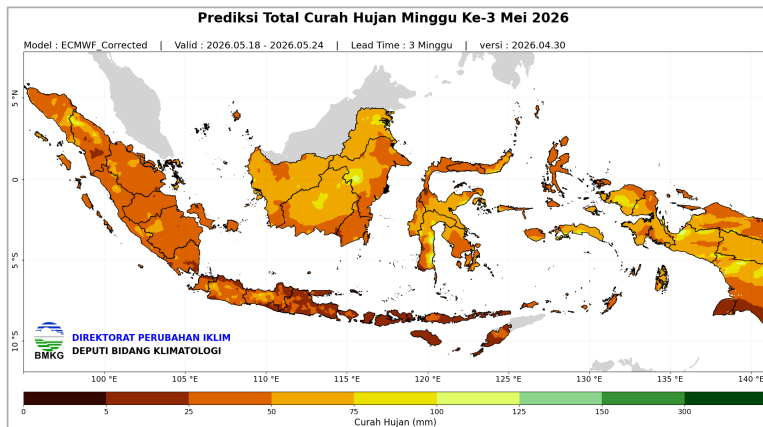 Prediksi Total Curah Hujan Minggu Ke-3 Mei 2026
Model : ECMWF_Corrected | Valid : 2026.05.18 - 2026.05.24 | Lead Time : 3 Minggu | versi : 2026.04.30
5 °N
0
5 °S
10 °S
BMKG
DIREKTORAT PERUBAHAN IKLIM
DEPUTI BIDANG KLIMATOLOGI
100 °E 105 °E 110 °E 115 °E 120 °E 125 °E 130 °E 135 °E 140 °E
0 5 25 50 75 100 125 150 300
Curah Hujan (mm)